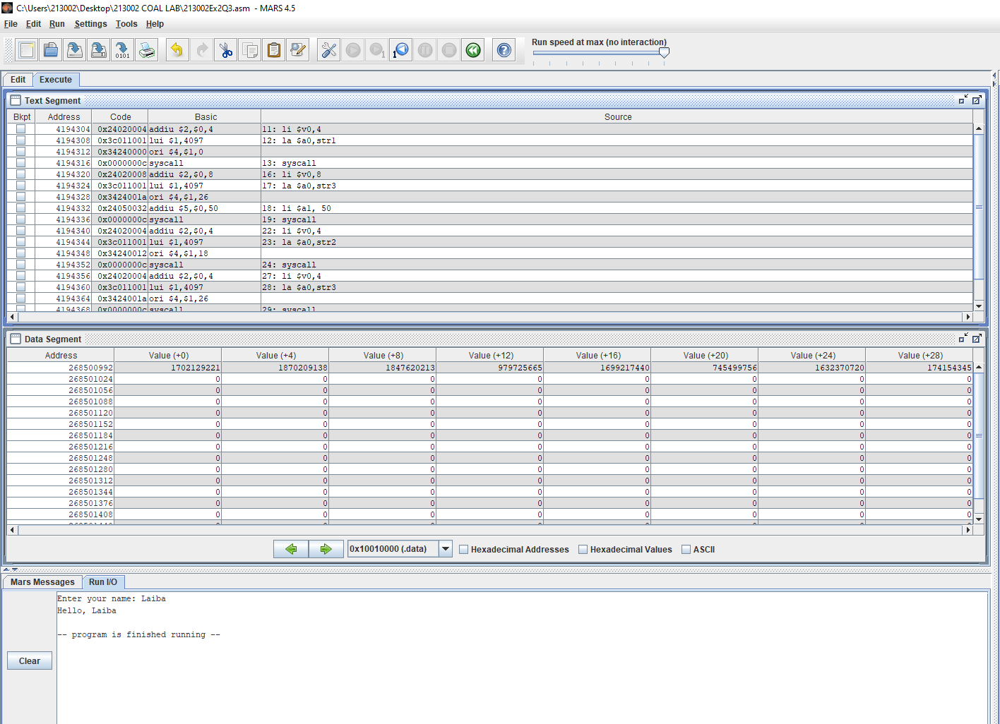 C:\Users\213002\Desktop\213002 COAL LAB\213002Ex2Q3.asm - MARS 4.5
File Edit Run Settings Tools Help
Run speed at max (no interaction)
0101
1
1
Edit Execute
Text Segment
Bkpt Address Code Basic Source
4194304 0x24020004 addiu $2,$0,4 11: li $v0,4
4194308 0x3c011001 lui $1,4097 12: la $a0,str1
4194312 0x34240000 ori $4,$1,0
4194316 0x0000000c syscall 13: syscall
4194320 0x24020008 addiu $2,$0,8 16: li $v0,8
4194324 0x3c011001 lui $1,4097 17: la $a0,str3
4194328 0x3424001a ori $4,$1,26
4194332 0x24050032 addiu $5,$0,50 18: li $a1, 50
4194336 0x0000000c syscall 19: syscall
4194340 0x24020004 addiu $2,$0,4 22: li $v0,4
4194344 0x3c011001 lui $1,4097 23: la $a0,str2
4194348 0x34240012 ori $4,$1,18
4194352 0x0000000c syscall 24: syscall
4194356 0x24020004 addiu $2,$0,4 27: li $v0,4
4194360 0x3c011001 lui $1,4097 28: la $a0,str3
4194364 0x3424001a ori $4,$1,26
4194368 0x0000000c syscall 29: syscall
Data Segment
Address Value (+0) Value (+4) Value (+8) Value (+12) Value (+16) Value (+20) Value (+24) Value (+28)
268500992 1702129221 1870209138 1847620213 979725665 1699217440 745499756 1632370720 174154345
268501024 0 0 0 0 0 0 0 0
268501056 0 0 0 0 0 0 0 0
268501088 0 0 0 0 0 0 0 0
268501120 0 0 0 0 0 0 0 0
268501152 0 0 0 0 0 0 0 0
268501184 0 0 0 0 0 0 0 0
268501216 0 0 0 0 0 0 0 0
268501248 0 0 0 0 0 0 0 0
268501280 0 0 0 0 0 0 0 0
268501312 0 0 0 0 0 0 0 0
268501344 0 0 0 0 0 0 0 0
268501376 0 0 0 0 0 0 0 0
268501408 0 0 0 0 0 0 0 0
0x10010000 (.data) Hexadecimal Addresses Hexadecimal Values ASCII
Mars Messages Run I/O
Enter your name: Laiba
Hello, Laiba
-- program is finished running --
Clear